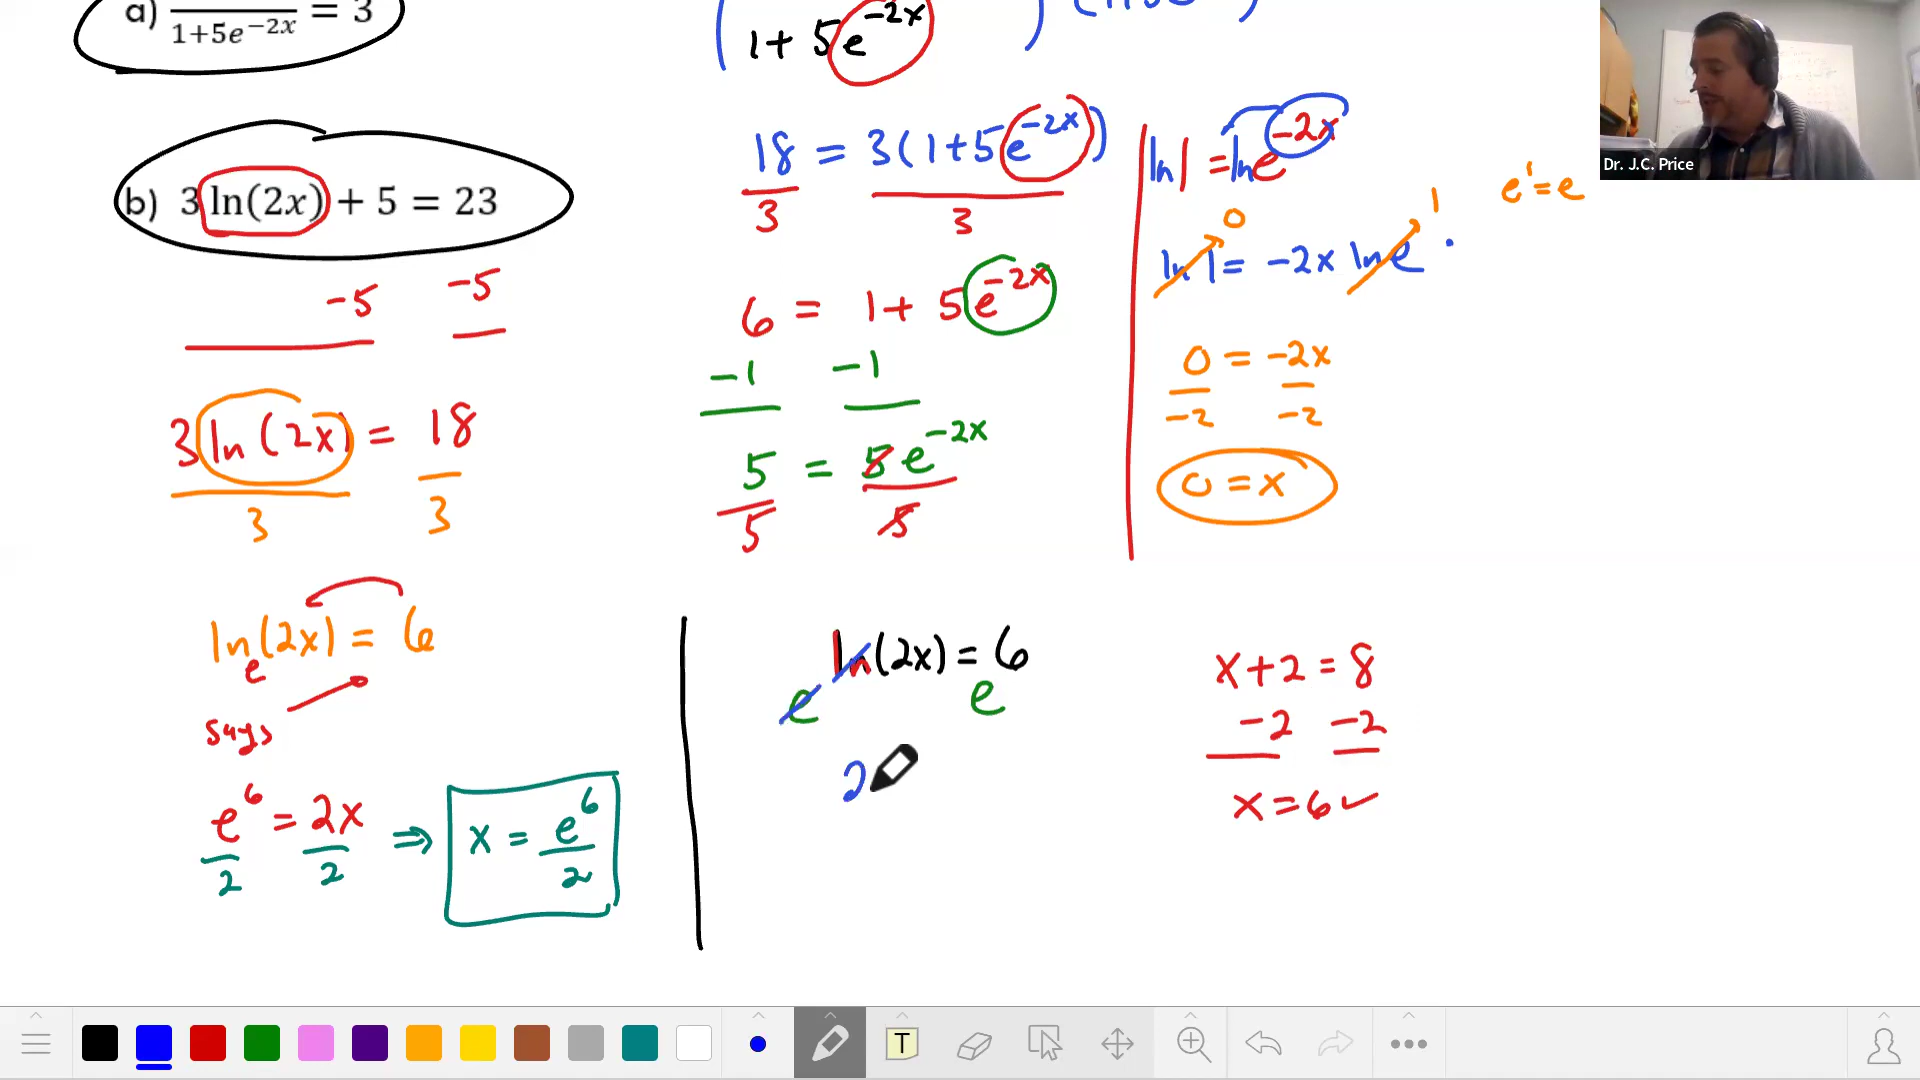 a) 1+5e^{-2x} = 3
b) 3 ln(2x) + 5 = 23
-5 -5
3 ln(2x) = 18
3 3
ln(2x) = 6
e
says
e^6 = 2x ⇒ x = e^6
2 2 2
1 + 5e^{-2x}
18 = 3(1+5e^{-2x})
3 3
6 = 1 + 5e^{-2x}
-1 -1
5 = 5e^{-2x}
5 5
ln 1 = ln e^{-2x}
0 1 e^1 = e
ln 1 = -2x ln e .
0 = -2x
-2 -2
0 = x
ln(2x) = 6
e e
2
x + 2 = 8
-2 -2
x = 6 ✓
Dr. J.C. Price
T